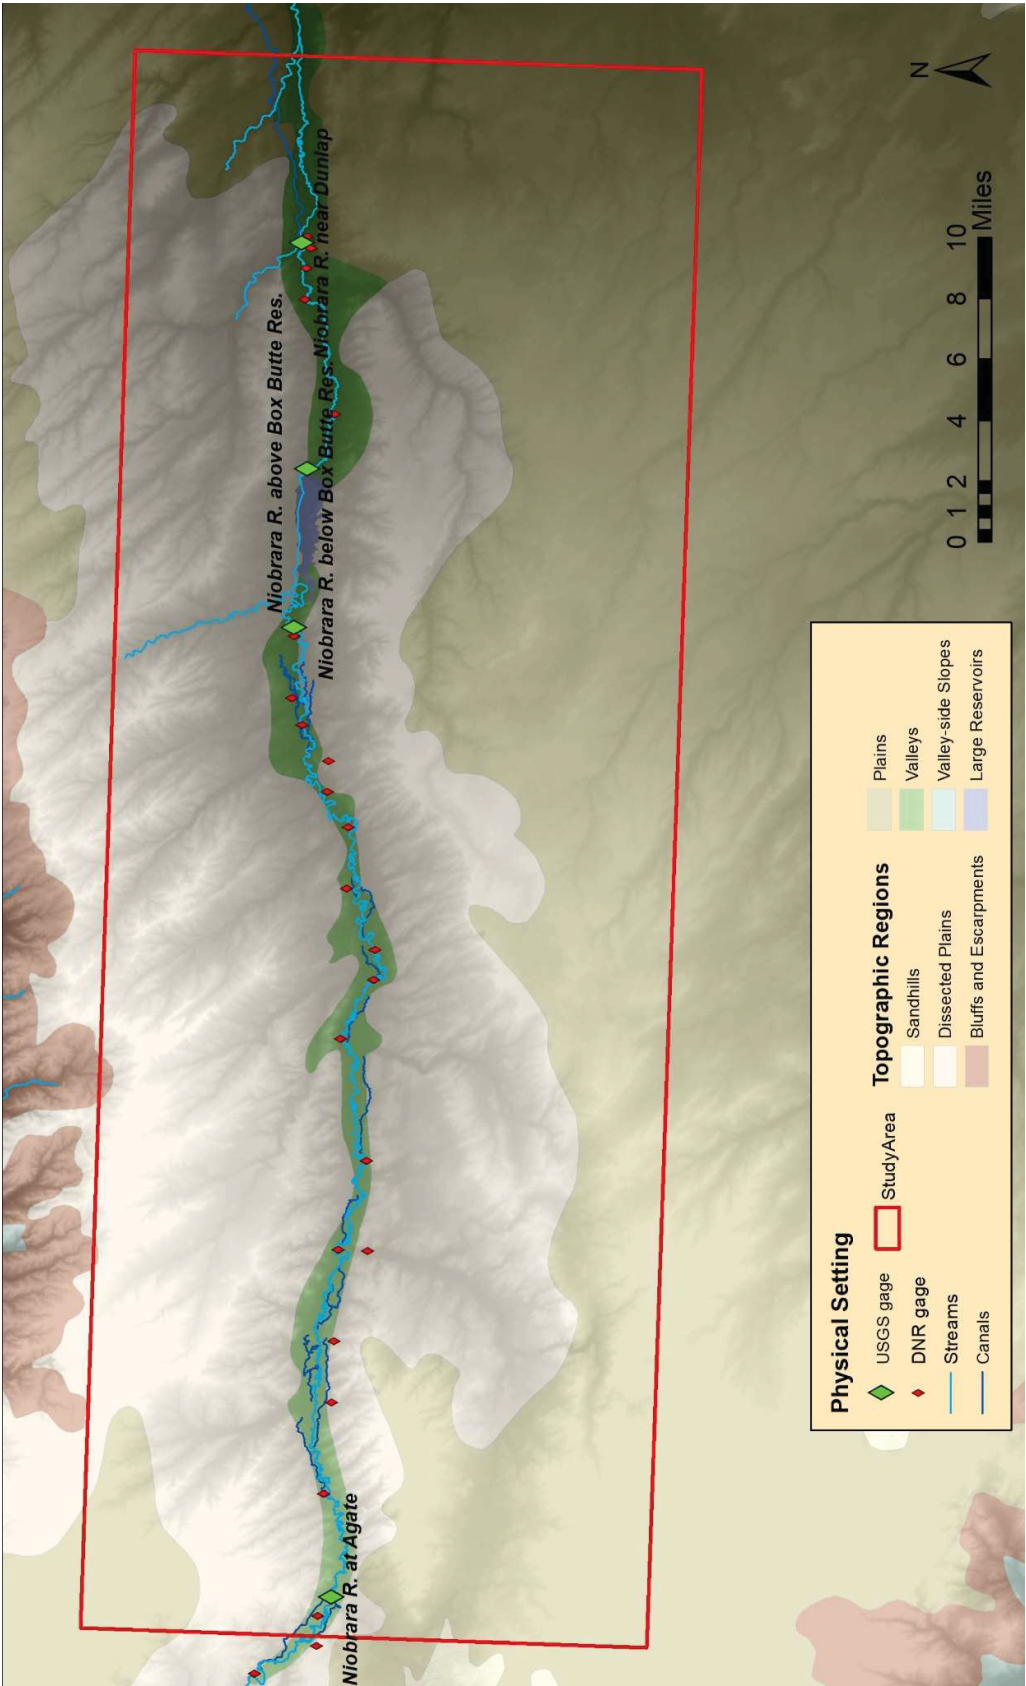 N
Niobrara R. above Box Butte Res.
Niobrara R. near Dunlap
Niobrara R. below Box Butte Res.
Niobrara R. at Agate
0 1 2 4 6 8 10
Miles
Physical Setting
USGS gage
DNR gage
Streams
Canals
StudyArea
Topographic Regions
Sandhills
Dissected Plains
Bluffs and Escarpments
Plains
Valleys
Valley-side Slopes
Large Reservoirs